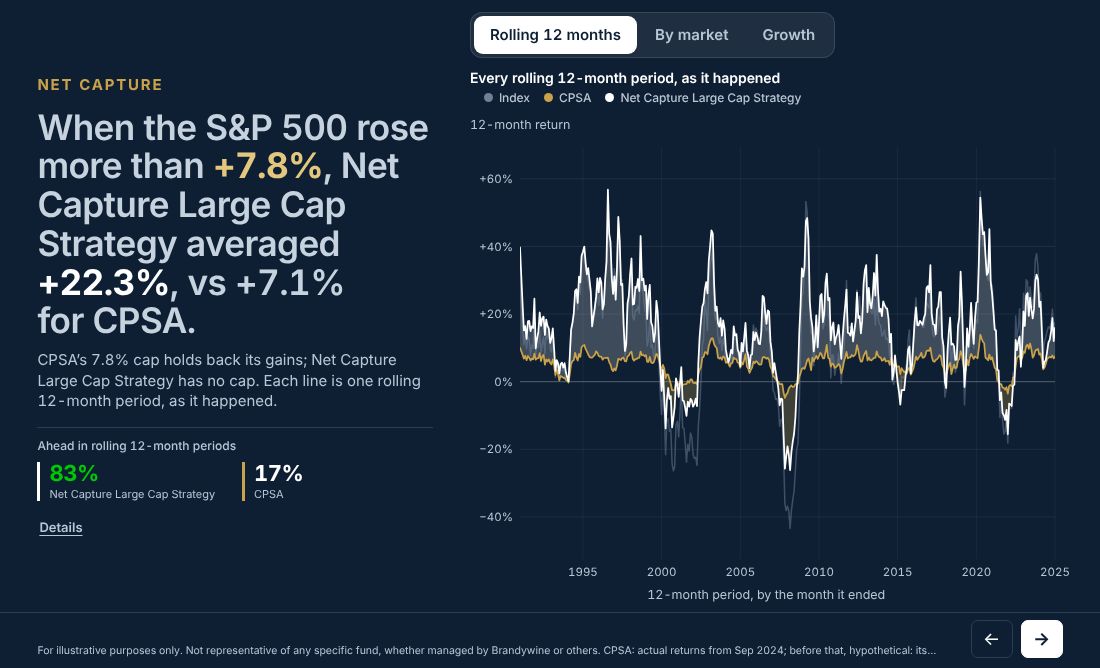 Rolling 12 months
By market
Growth
NET CAPTURE
When the S&P 500 rose
more than +7.8%, Net
Capture Large Cap
Strategy averaged
+22.3%, vs +7.1%
for CPSA.
CPSA’s 7.8% cap holds back its gains; Net Capture
Large Cap Strategy has no cap. Each line is one rolling
12-month period, as it happened.
Ahead in rolling 12-month periods
83%
Net Capture Large Cap Strategy
17%
CPSA
Details
Every rolling 12-month period, as it happened
Index
CPSA
Net Capture Large Cap Strategy
12-month return
+60%
+40%
+20%
0%
−20%
−40%
1995
2000
2005
2010
2015
2020
2025
12-month period, by the month it ended
For illustrative purposes only. Not representative of any specific fund, whether managed by Brandywine or others. CPSA: actual returns from Sep 2024; before that, hypothetical: its…